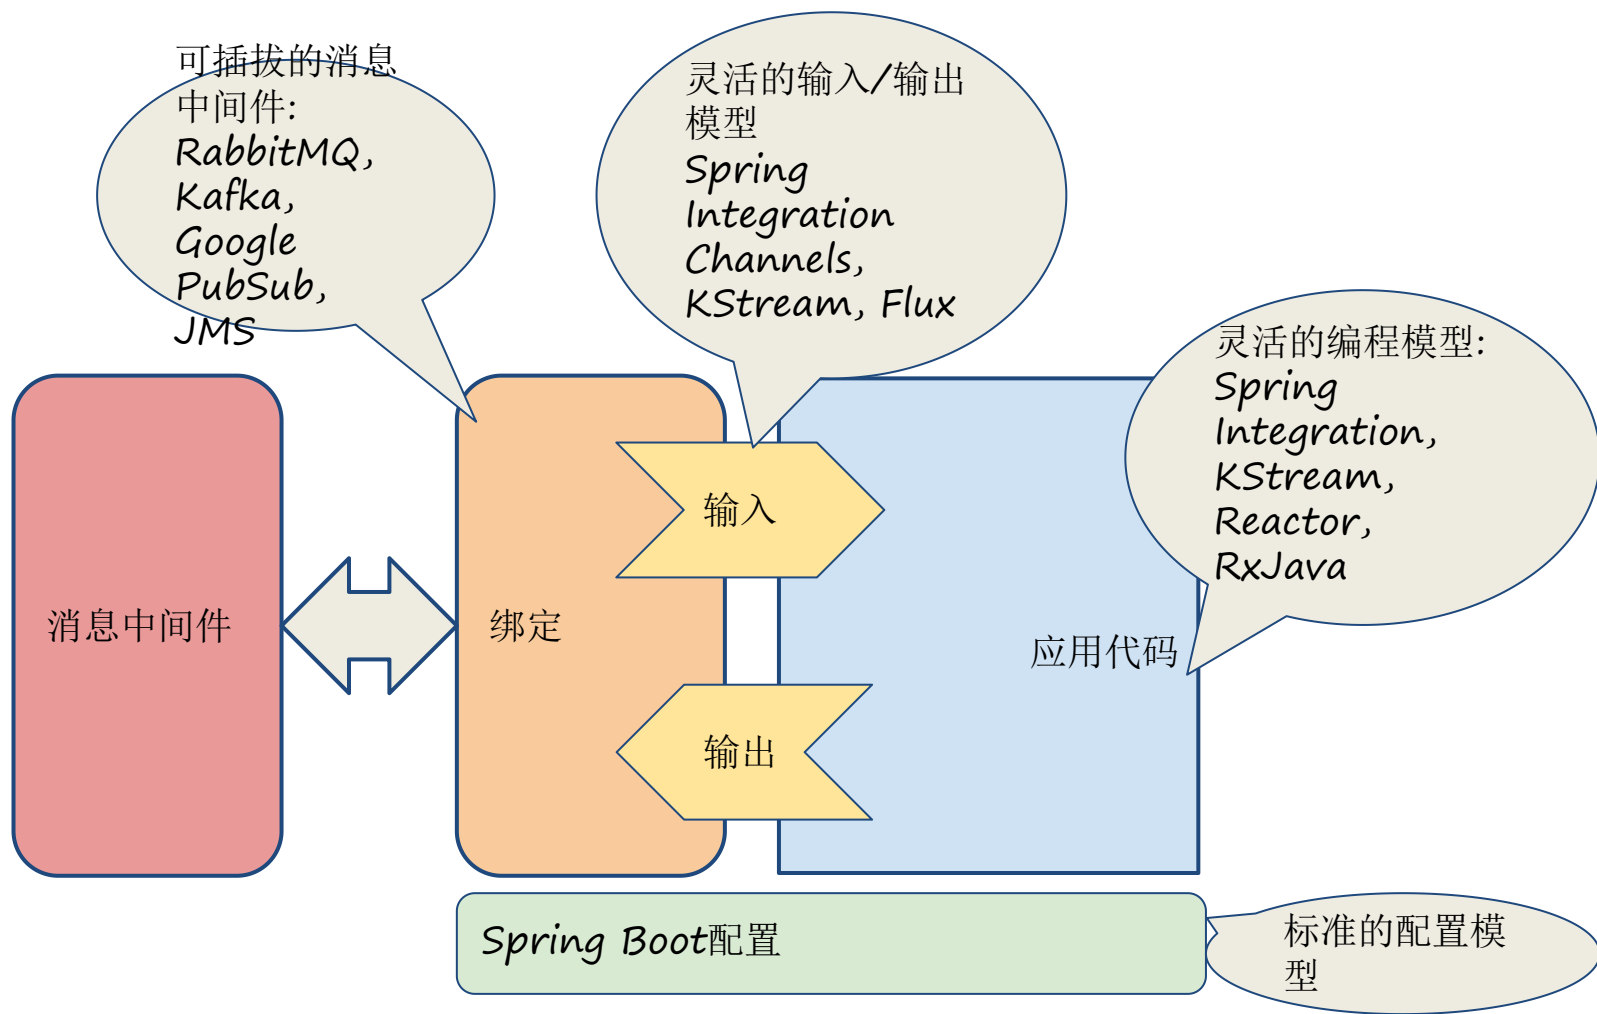 可插拔的消息
中间件:
RabbitMQ,
Kafka,
Google
PubSub,
JMS
灵活的输入/输出
模型
Spring
Integration
Channels,
KStream, Flux
灵活的编程模型:
Spring
Integration,
KStream,
Reactor,
RxJava
消息中间件
绑定
输入
输出
应用代码
Spring Boot配置
标准的配置模
型